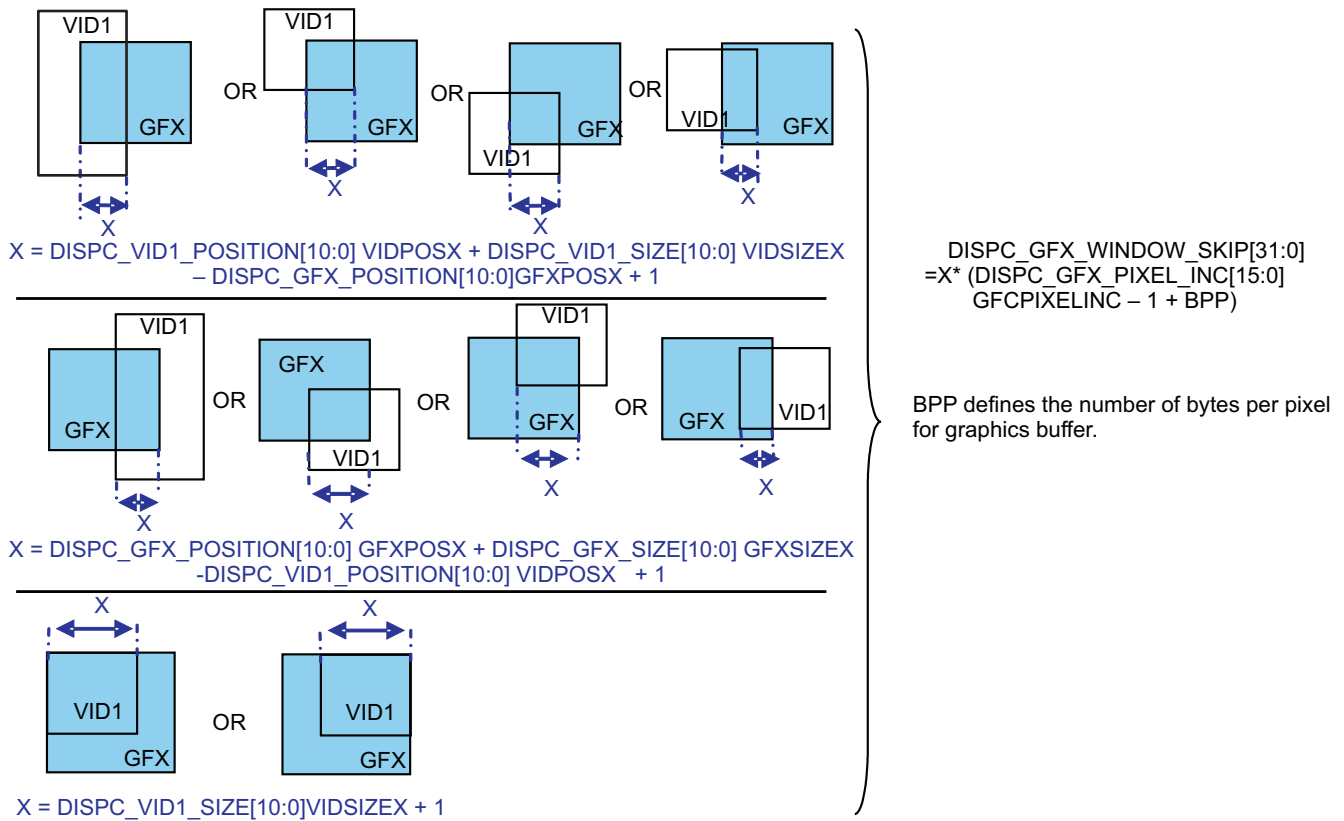 VID1
GFX
X
OR
VID1
GFX
X
OR
GFX
VID1
X
OR
VID1
GFX
X
X = DISPC_VID1_POSITION[10:0] VIDPOSX + DISPC_VID1_SIZE[10:0] VIDSIZEX
– DISPC_GFX_POSITION[10:0]GFXPOSX + 1
VID1
GFX
X
OR
GFX
VID1
X
OR
VID1
GFX
X
OR
GFX
VID1
X
X = DISPC_GFX_POSITION[10:0] GFXPOSX + DISPC_GFX_SIZE[10:0] GFXSIZEX
-DISPC_VID1_POSITION[10:0] VIDPOSX + 1
X
VID1
GFX
OR
X
VID1
GFX
X = DISPC_VID1_SIZE[10:0]VIDSIZEX + 1
DISPC_GFX_WINDOW_SKIP[31:0]
=X* (DISPC_GFX_PIXEL_INC[15:0]
GFCPIXELINC – 1 + BPP)
BPP defines the number of bytes per pixel
for graphics buffer.